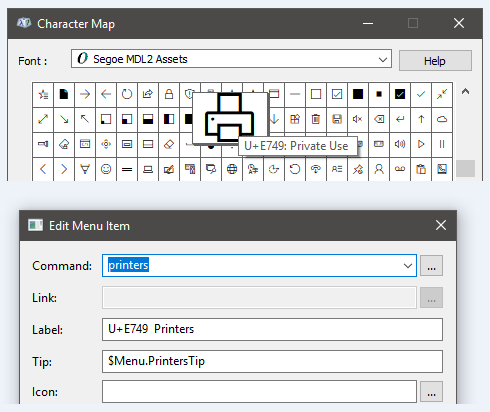 Character Map
Font :
Segoe MDL2 Assets
Help
U+E749: Private Use
Edit Menu Item
Command:
printers
...
Link:
...
Label:
U+E749  Printers
Tip:
$Menu.PrintersTip
Icon:
...